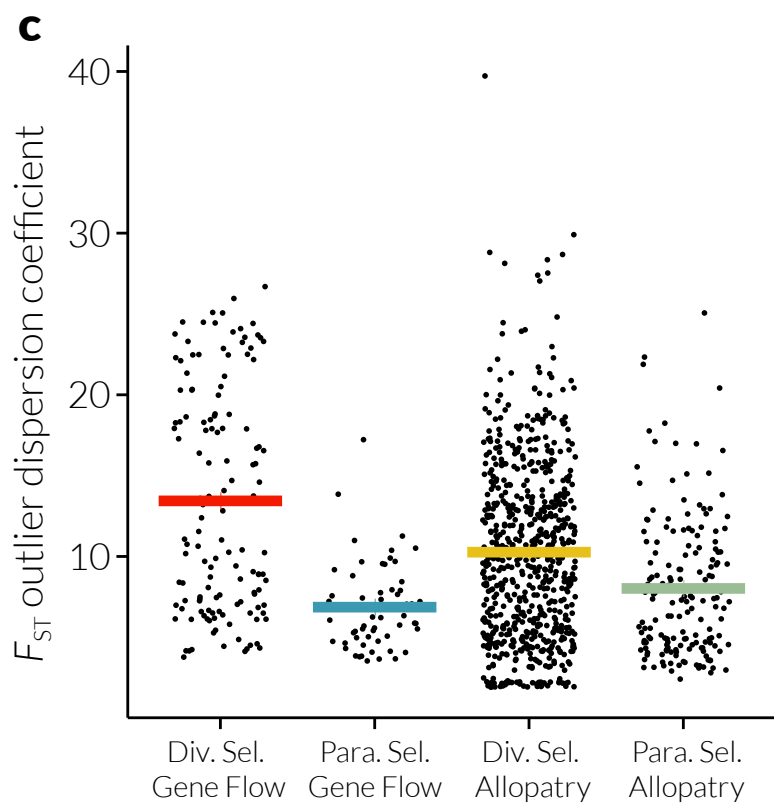 c
40
30
20
10
FST outlier dispersion coefficient
Div. Sel.
Gene Flow
Para. Sel.
Gene Flow
Div. Sel.
Allopatry
Para. Sel.
Allopatry